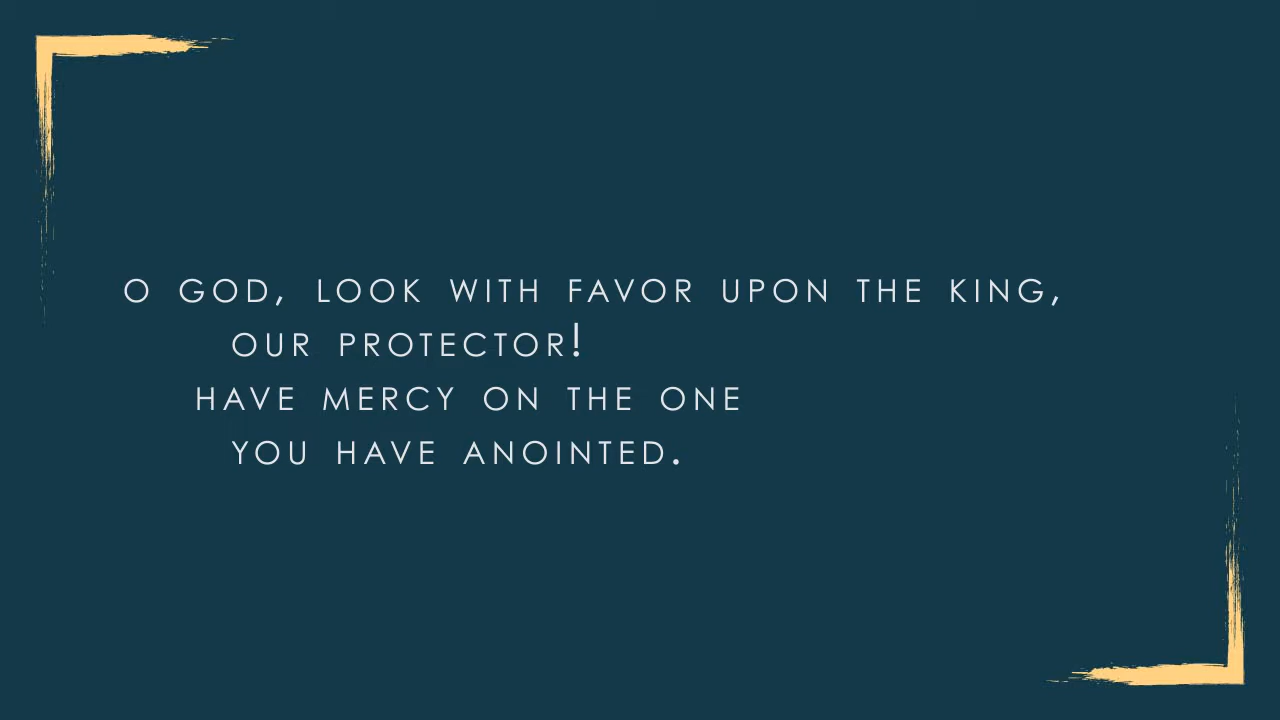 O GOD, LOOK WITH FAVOR UPON THE KING,
OUR PROTECTOR!
HAVE MERCY ON THE ONE
YOU HAVE ANOINTED.